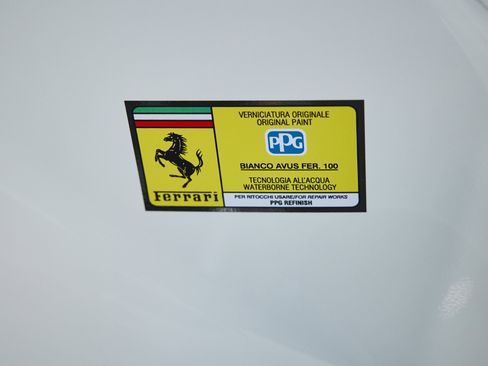 Ferrari
VERNICIATURA ORIGINALE
ORIGINAL PAINT
PPG
BIANCO AVUS FER. 100
TECNOLOGIA ALL'ACQUA
WATERBORNE TECHNOLOGY
PER RITOCCHI USARE/FOR REPAIR WORKS
PPG REFINISH